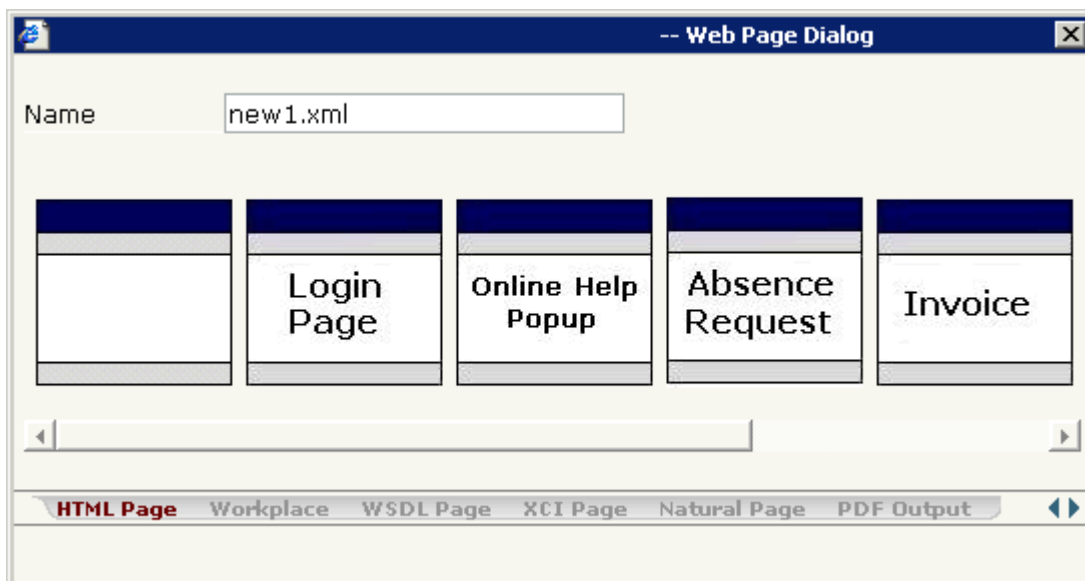 -- Web Page Dialog
Name new1.xml
Login
Page
Online Help
Popup
Absence
Request
Invoice
HTML Page Workplace WSDL Page XCI Page Natural Page PDF Output